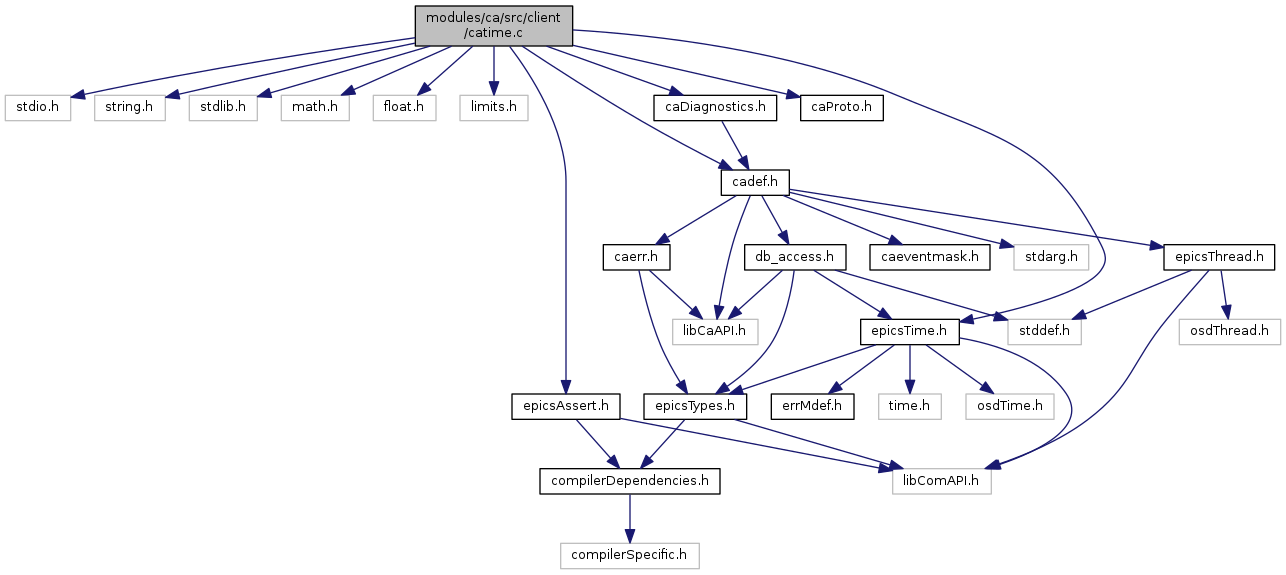 modules/ca/src/client
/catime.c
stdio.h
string.h
stdlib.h
math.h
float.h
limits.h
caDiagnostics.h
caProto.h
cadef.h
caerr.h
db_access.h
caeventmask.h
stdarg.h
epicsThread.h
libCaAPI.h
epicsTime.h
stddef.h
osdThread.h
epicsAssert.h
epicsTypes.h
errMdef.h
time.h
osdTime.h
compilerDependencies.h
libComAPI.h
compilerSpecific.h